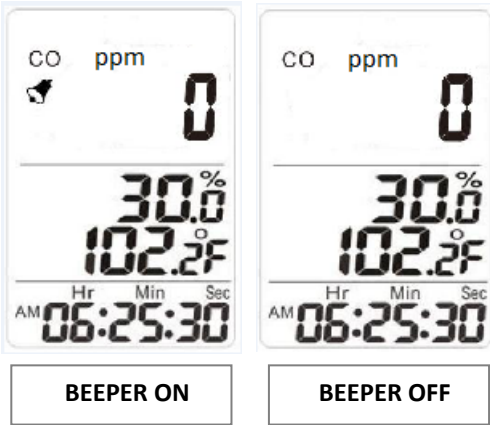 CO ppm
0
30.0%
102.2°F
Hr Min Sec
AM 06:25:30
BEEPER ON
CO ppm
0
30.0%
102.2°F
Hr Min Sec
AM 06:25:30
BEEPER OFF